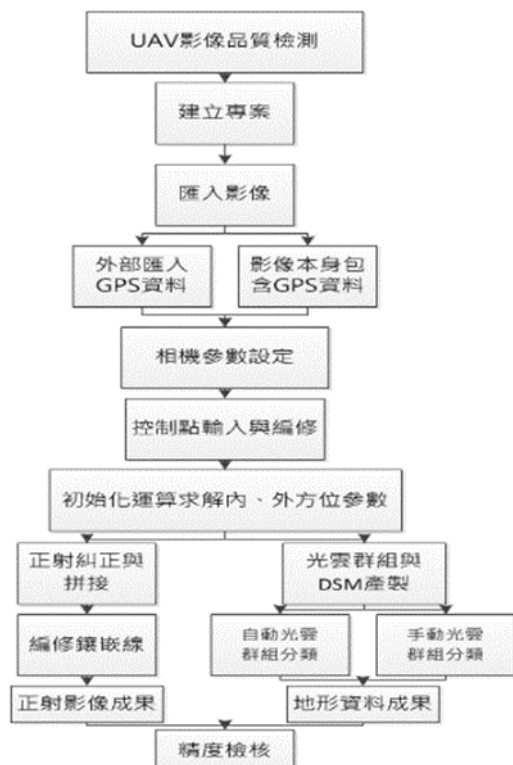 UAV影像品質檢測
建立專案
匯入影像
外部匯入
GPS資料
影像本身包
含GPS資料
相機參數設定
控制點輸入與編修
初始化運算求解內、外方位參數
正射糾正與
拼接
光雲群組與
DSM產製
編修鑲嵌線
自動光雲
群組分類
手動光雲
群組分類
正射影像成果
地形資料成果
精度檢核